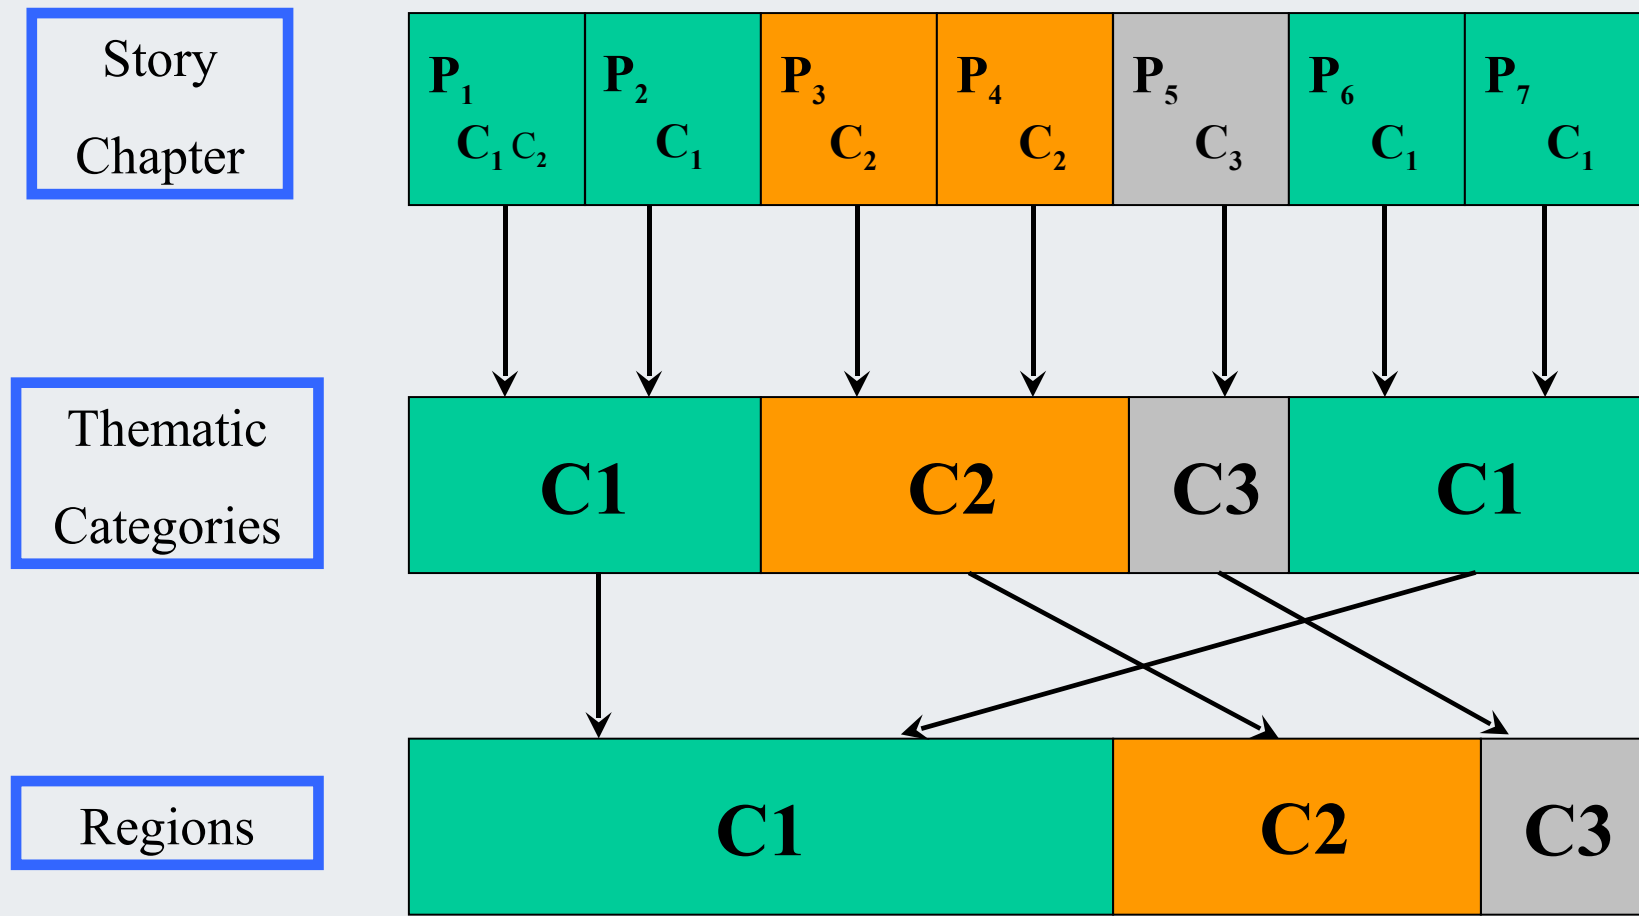 Story
Chapter
P1 P2 P3 P4 P5 P6 P7
C1 C2 C1 C2 C2 C3 C1 C1
Thematic
Categories
C1 C2 C3 C1
Regions
C1 C2 C3